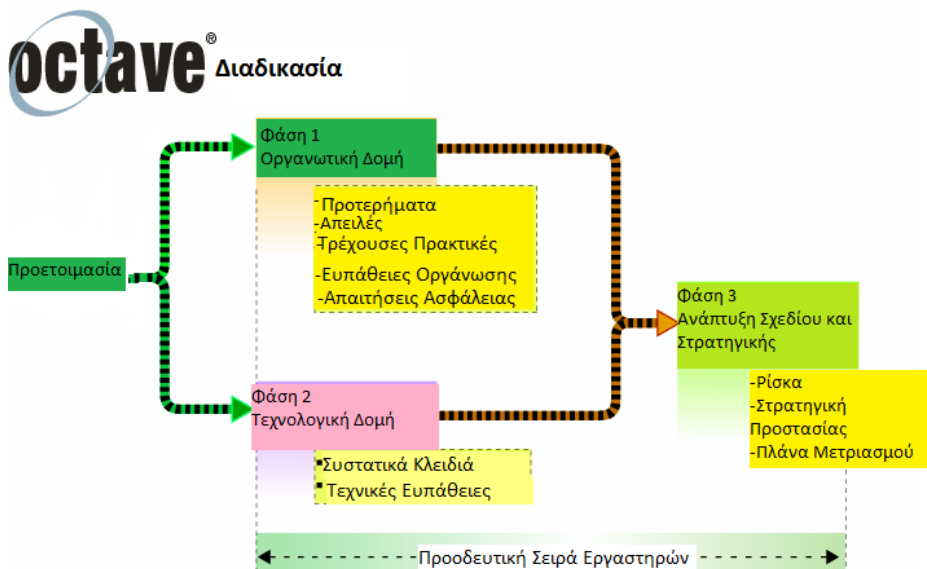 octave® Διαδικασία
Φάση 1
Οργανωτική Δομή
-Προτερήματα
-Απειλές
-Τρέχουσες Πρακτικές
-Ευπάθειες Οργάνωσης
-Απαιτήσεις Ασφάλειας
Προετοιμασία
Φάση 2
Τεχνολογική Δομή
▪Συστατικά Κλειδιά
▪ Τεχνικές Ευπάθειες
Φάση 3
Ανάπτυξη Σχεδίου και
Στρατηγικής
-Ρίσκα
-Στρατηγική
Προστασίας
-Πλάνα Μετριασμού
Προοδευτική Σειρά Εργαστηρών